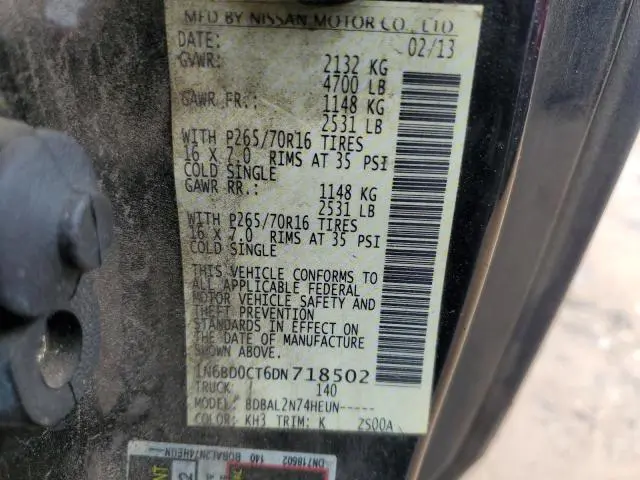 MFD BY NISSAN MOTOR CO., LTD
DATE: 02/13
GVWR: 2132 KG
4700 LB
GAWR FR.: 1148 KG
2531 LB
WITH P265/70R16 TIRES
16 X 7.0 RIMS AT 35 PSI
COLD SINGLE
GAWR RR.: 1148 KG
2531 LB
WITH P265/70R16 TIRES
16 X 7.0 RIMS AT 35 PSI
COLD SINGLE
THIS VEHICLE CONFORMS TO
ALL APPLICABLE FEDERAL
MOTOR VEHICLE SAFETY AND
THEFT PREVENTION
STANDARDS IN EFFECT ON
THE DATE OF MANUFACTURE
SHOWN ABOVE.
1N6BD0CT6DN718502
TRUCK 140
MODEL: BDBAL2N74HEUN-----
COLOR: KH3 TRIM: K 2S00A
DN718502 140 BDBAL2N74HEUN